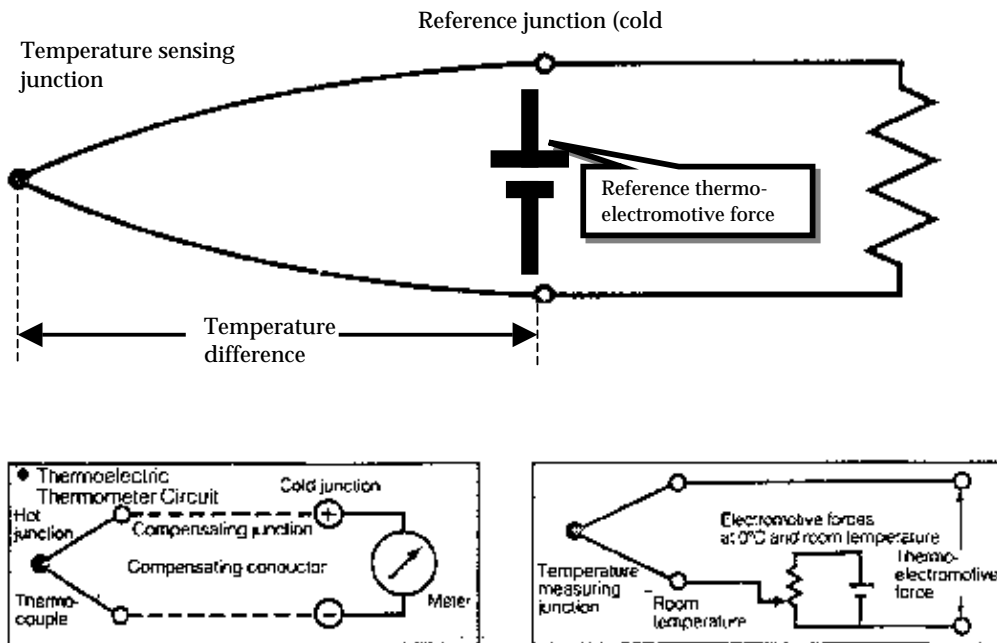 Reference junction (cold
Temperature sensing
junction
Reference thermo-
electromotive force
Temperature
difference
Thermoelectric
Thermometer Circuit
Cold junction
Hot
junction
Compensating junction
Compensating conductor
Meter
Thermo-
couple
Electromotive forces
at 0°C and room temperature
Thermo-
electromotive
force
Temperature
measuring
junction
Room
temperature